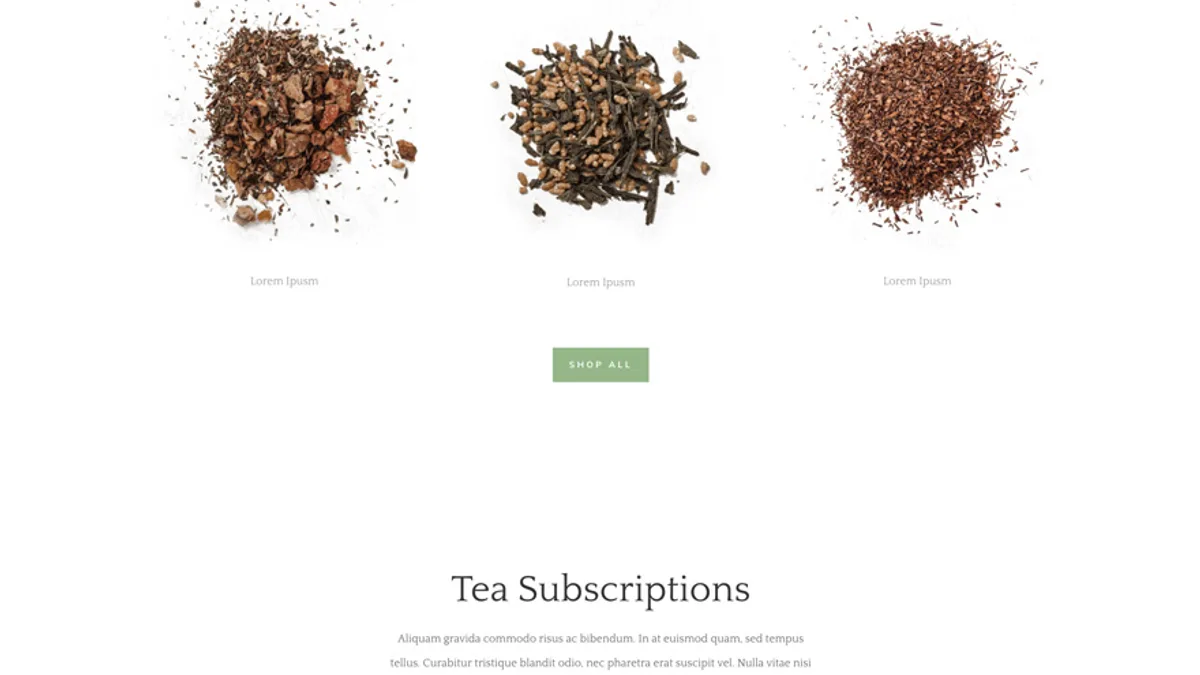 Lorem Ipusm
Lorem Ipusm
Lorem Ipusm
SHOP ALL
Tea Subscriptions
Aliquam gravida commodo risus ac bibendum. In at euismod quam, sed tempus
tellus. Curabitur tristique blandit odio, nec pharetra erat suscipit vel. Nulla vitae nisi